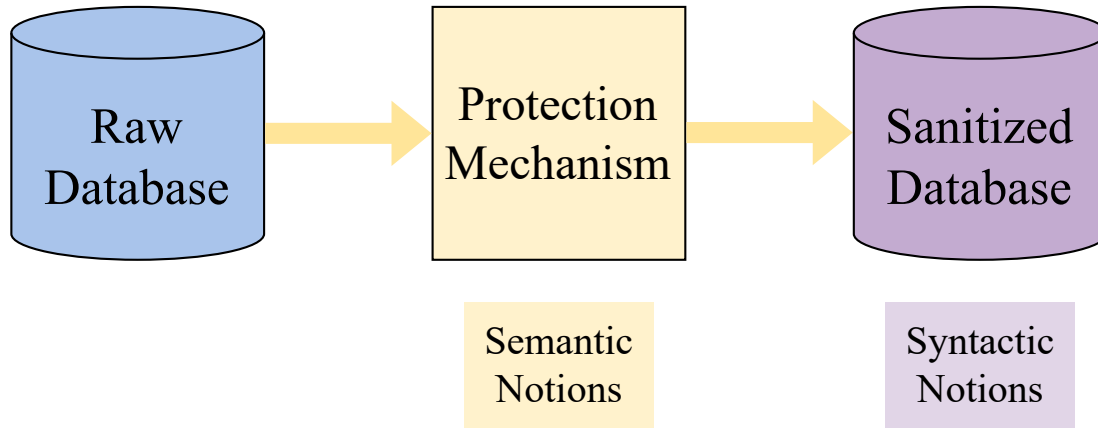 Raw
Database
Protection
Mechanism
Sanitized
Database
Semantic
Notions
Syntactic
Notions